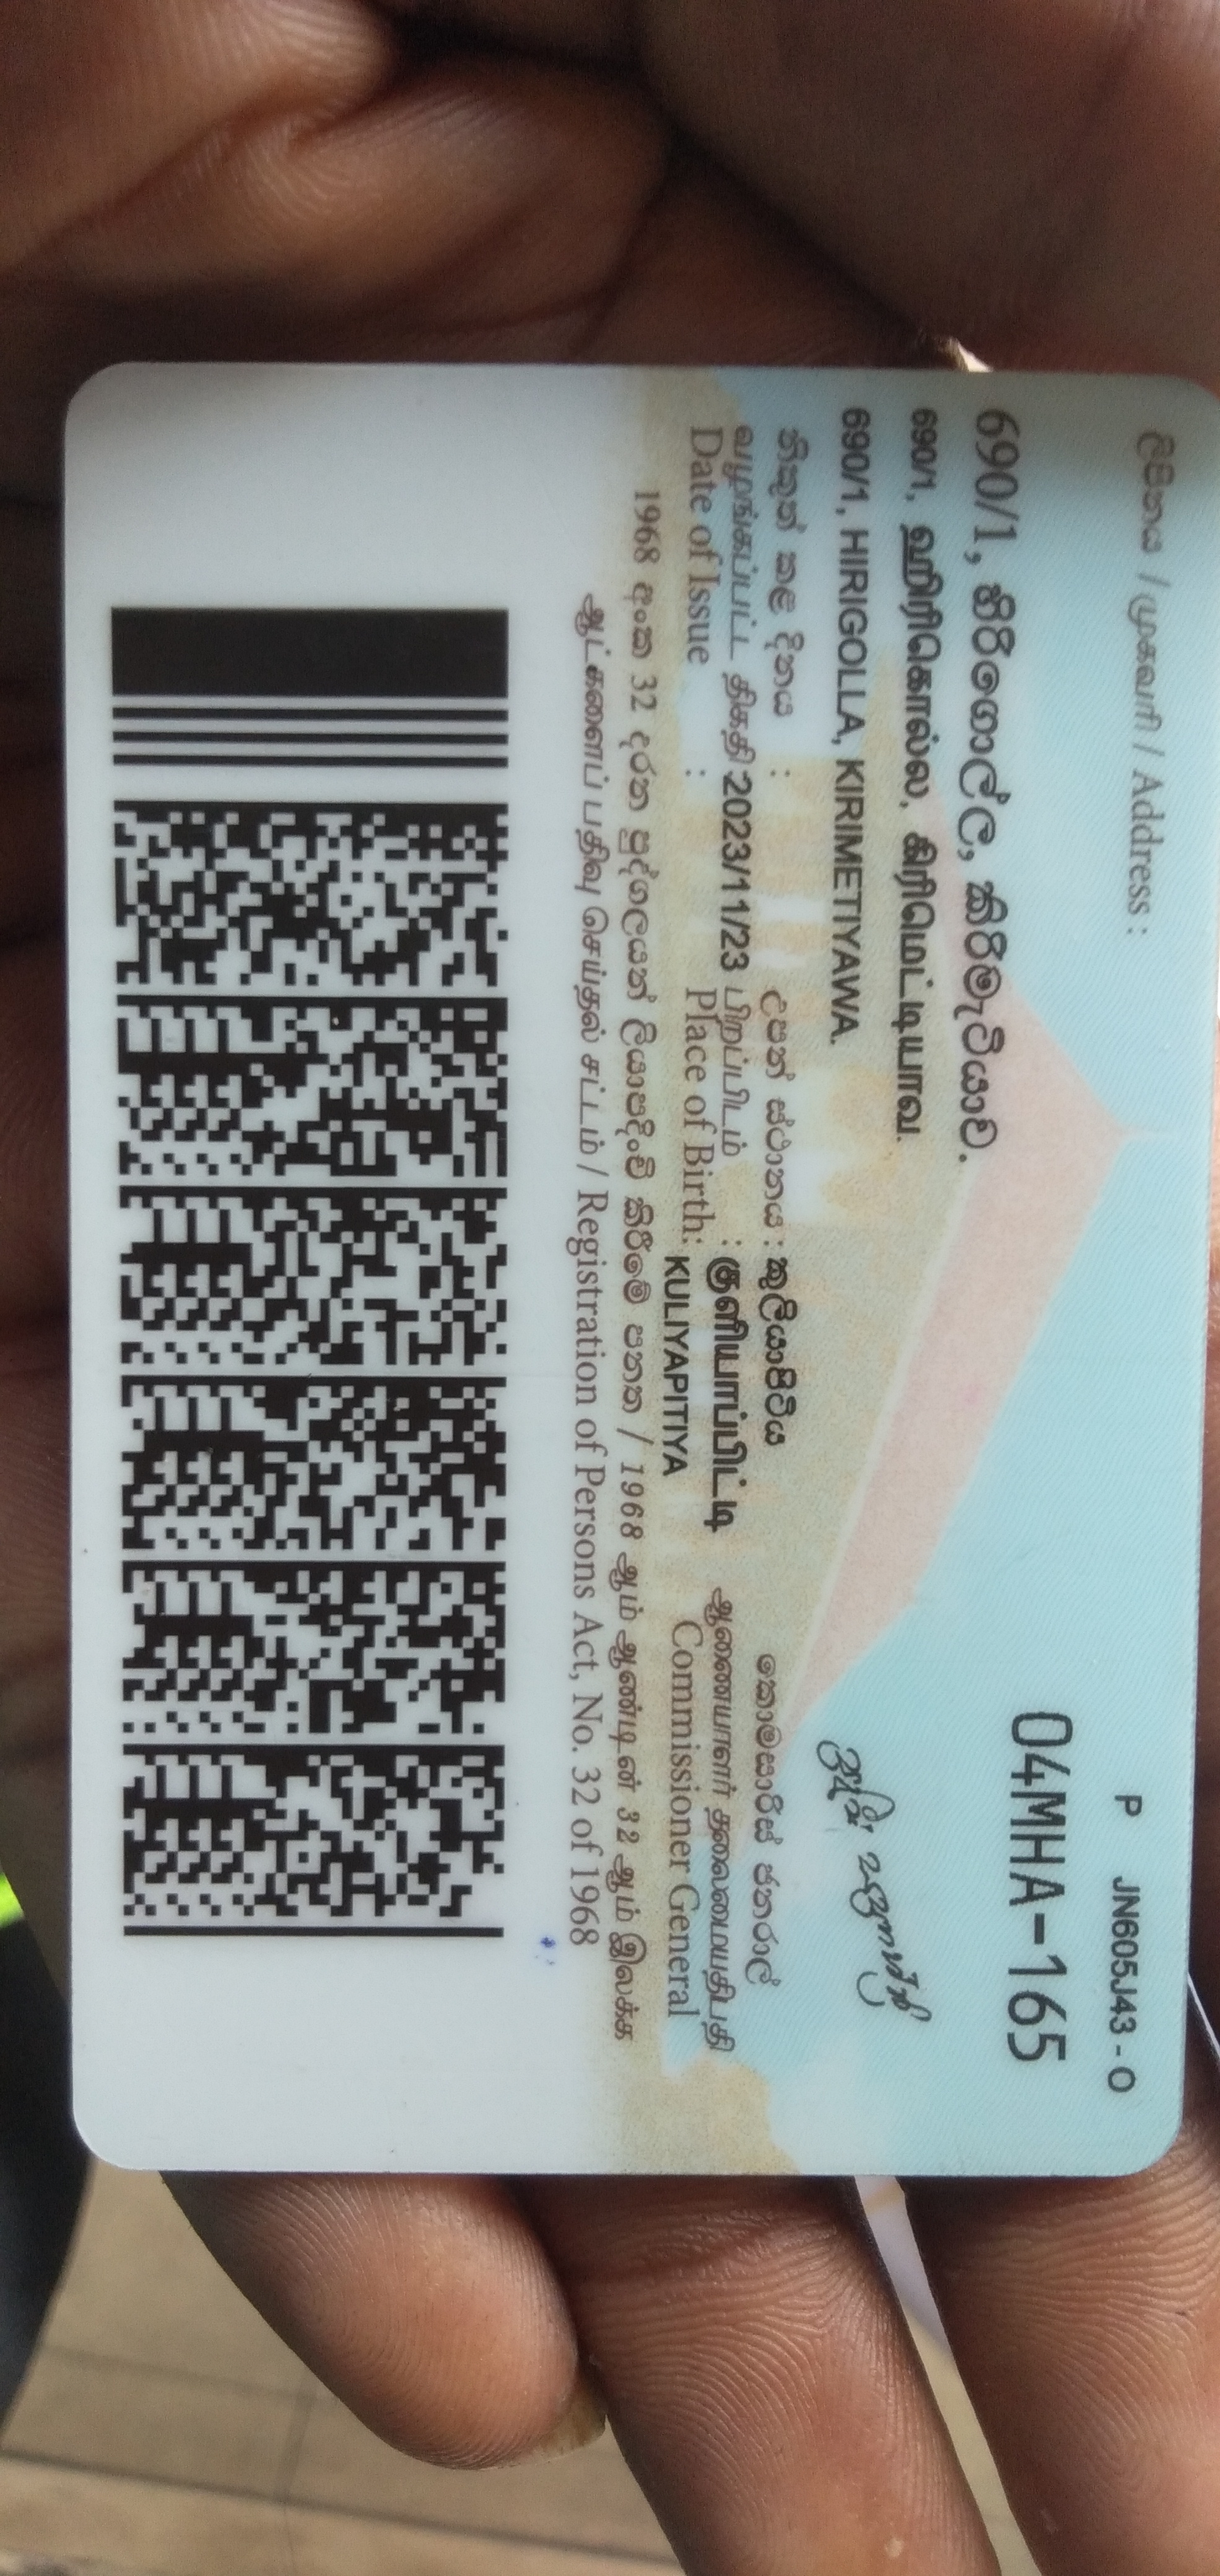 P JN605J43 - O
ලිපිනය / முகவரி / Address :
04MHA-165
690/1, හිරිගොල්ල, කිරිමැටියාව.
690/1, ஹிரிகொல்ல, கிரிமெட்டியாவ.
690/1, HIRIGOLLA, KIRIMETIYAWA.
නිකුත් කළ දිනය : උපන් ස්ථානය : කුලියාපිටිය
வழங்கப்பட்ட திகதி 2023/11/23 பிறப்பிடம் : குளியாப்பிட்டி
Date of Issue : Place of Birth: KULIYAPITIYA
කොමසාරිස් ජනරාල්
ஆணையாளர் தலைமையதிபதி
Commissioner General
1968 අංක 32 දරන පුද්ගලයන් ලියාපදිංචි කිරීමේ පනත / 1968 ஆம் ஆண்டின் 32 ஆம் இலக்க
ஆட்களைப் பதிவு செய்தல் சட்டம் / Registration of Persons Act, No. 32 of 1968